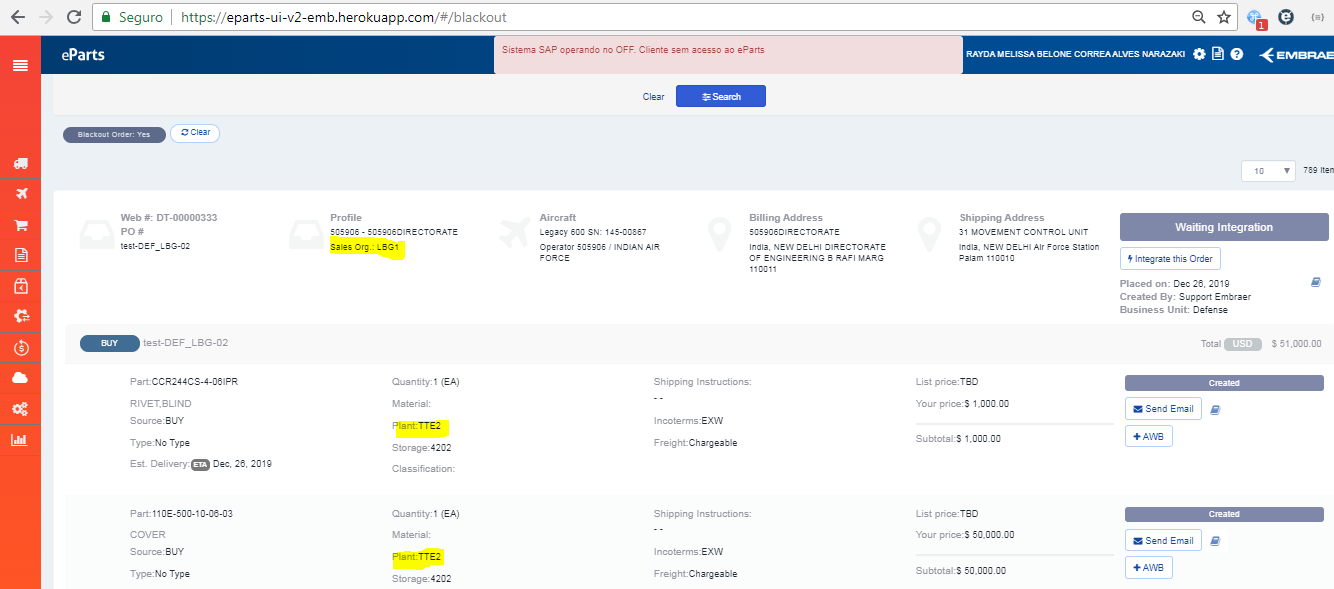 Seguro
https://eparts-ui-v2-emb.herokuapp.com/#/blackout
1
eParts
Sistema SAP operando no OFF. Cliente sem acesso ao eParts
RAYDA MELISSA BELONE CORREA ALVES NARAZAKI
EMBRAE
Clear
Search
Blackout Order: Yes
Clear
10
789 Iten
Web #: DT-00000333
PO #
test-DEF_LBG-02
Profile
505906 - 505906DIRECTORATE
Sales Org.: LBG1
Aircraft
Legacy 600 SN: 145-00867
Operator 505906 / INDIAN AIR
FORCE
Billing Address
505906DIRECTORATE
India, NEW DELHI DIRECTORATE
OF ENGINEERING B RAFI MARG
110011
Shipping Address
31 MOVEMENT CONTROL UNIT
India, NEW DELHI Air Force Station
Palam 110010
Waiting Integration
Integrate this Order
Placed on: Dec 26, 2019
Created By: Support Embraer
Business Unit: Defense
BUY test-DEF_LBG-02
Total USD $ 51,000.00
Part:CCR244CS-4-06IPR
RIVET,BLIND
Source:BUY
Type:No Type
Est. Delivery: ETA Dec, 26, 2019
Quantity:1 (EA)
Material:
Plant:TTE2
Storage:4202
Classification:
Shipping Instructions:
- -
Incoterms:EXW
Freight:Chargeable
List price:TBD
Your price:$ 1,000.00
Subtotal:$ 1,000.00
Created
Send Email
+ AWB
Part:110E-500-10-06-03
COVER
Source:BUY
Type:No Type
Quantity:1 (EA)
Material:
Plant:TTE2
Storage:4202
Shipping Instructions:
- -
Incoterms:EXW
Freight:Chargeable
List price:TBD
Your price:$ 50,000.00
Subtotal:$ 50,000.00
Created
Send Email
+ AWB